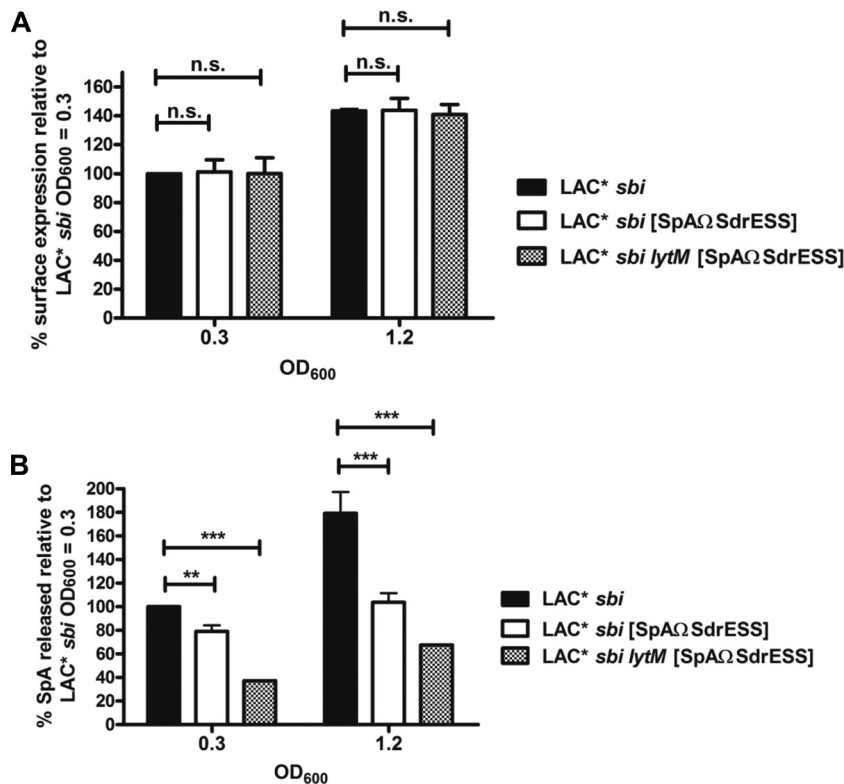 A
n.s.
n.s.
n.s.
n.s.
% surface expression relative to
LAC* sbi OD600 = 0.3
160
140
120
100
80
60
40
20
0
0.3
1.2
OD600
LAC* sbi
LAC* sbi [SpAΩSdrESS]
LAC* sbi lytM [SpAΩSdrESS]
B
***
***
***
**
% SpA released relative to
LAC* sbi OD600 = 0.3
200
180
160
140
120
100
80
60
40
20
0
0.3
1.2
OD600
LAC* sbi
LAC* sbi [SpAΩSdrESS]
LAC* sbi lytM [SpAΩSdrESS]